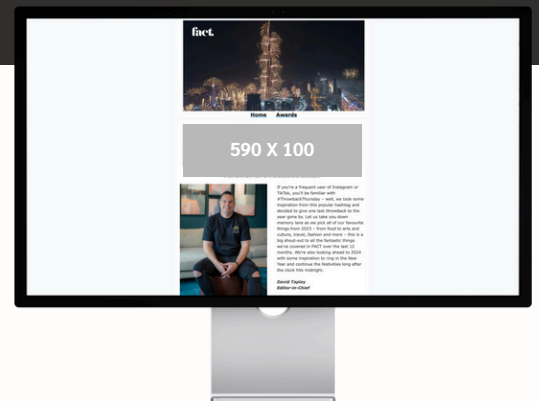 fact.
Home Awards
590 X 100
If you're a frequent user of Instagram or
TikTok, you'll be familiar with
#ThrowbackThursday – well, we took some
inspiration from this popular hashtag and
decided to give one last throwback to the
year gone by. Let us take you down
memory lane as we pick all of our favourite
things from 2023 – from food to arts and
culture, travel, fashion and more – this is a
big shout-out to all the fantastic things
we've covered in FACT over the last 12
months. We're also looking ahead to 2024
with some inspiration to ring in the New
Year and continue the festivities long after
the clock hits midnight.
David Tapley
Editor-in-Chief